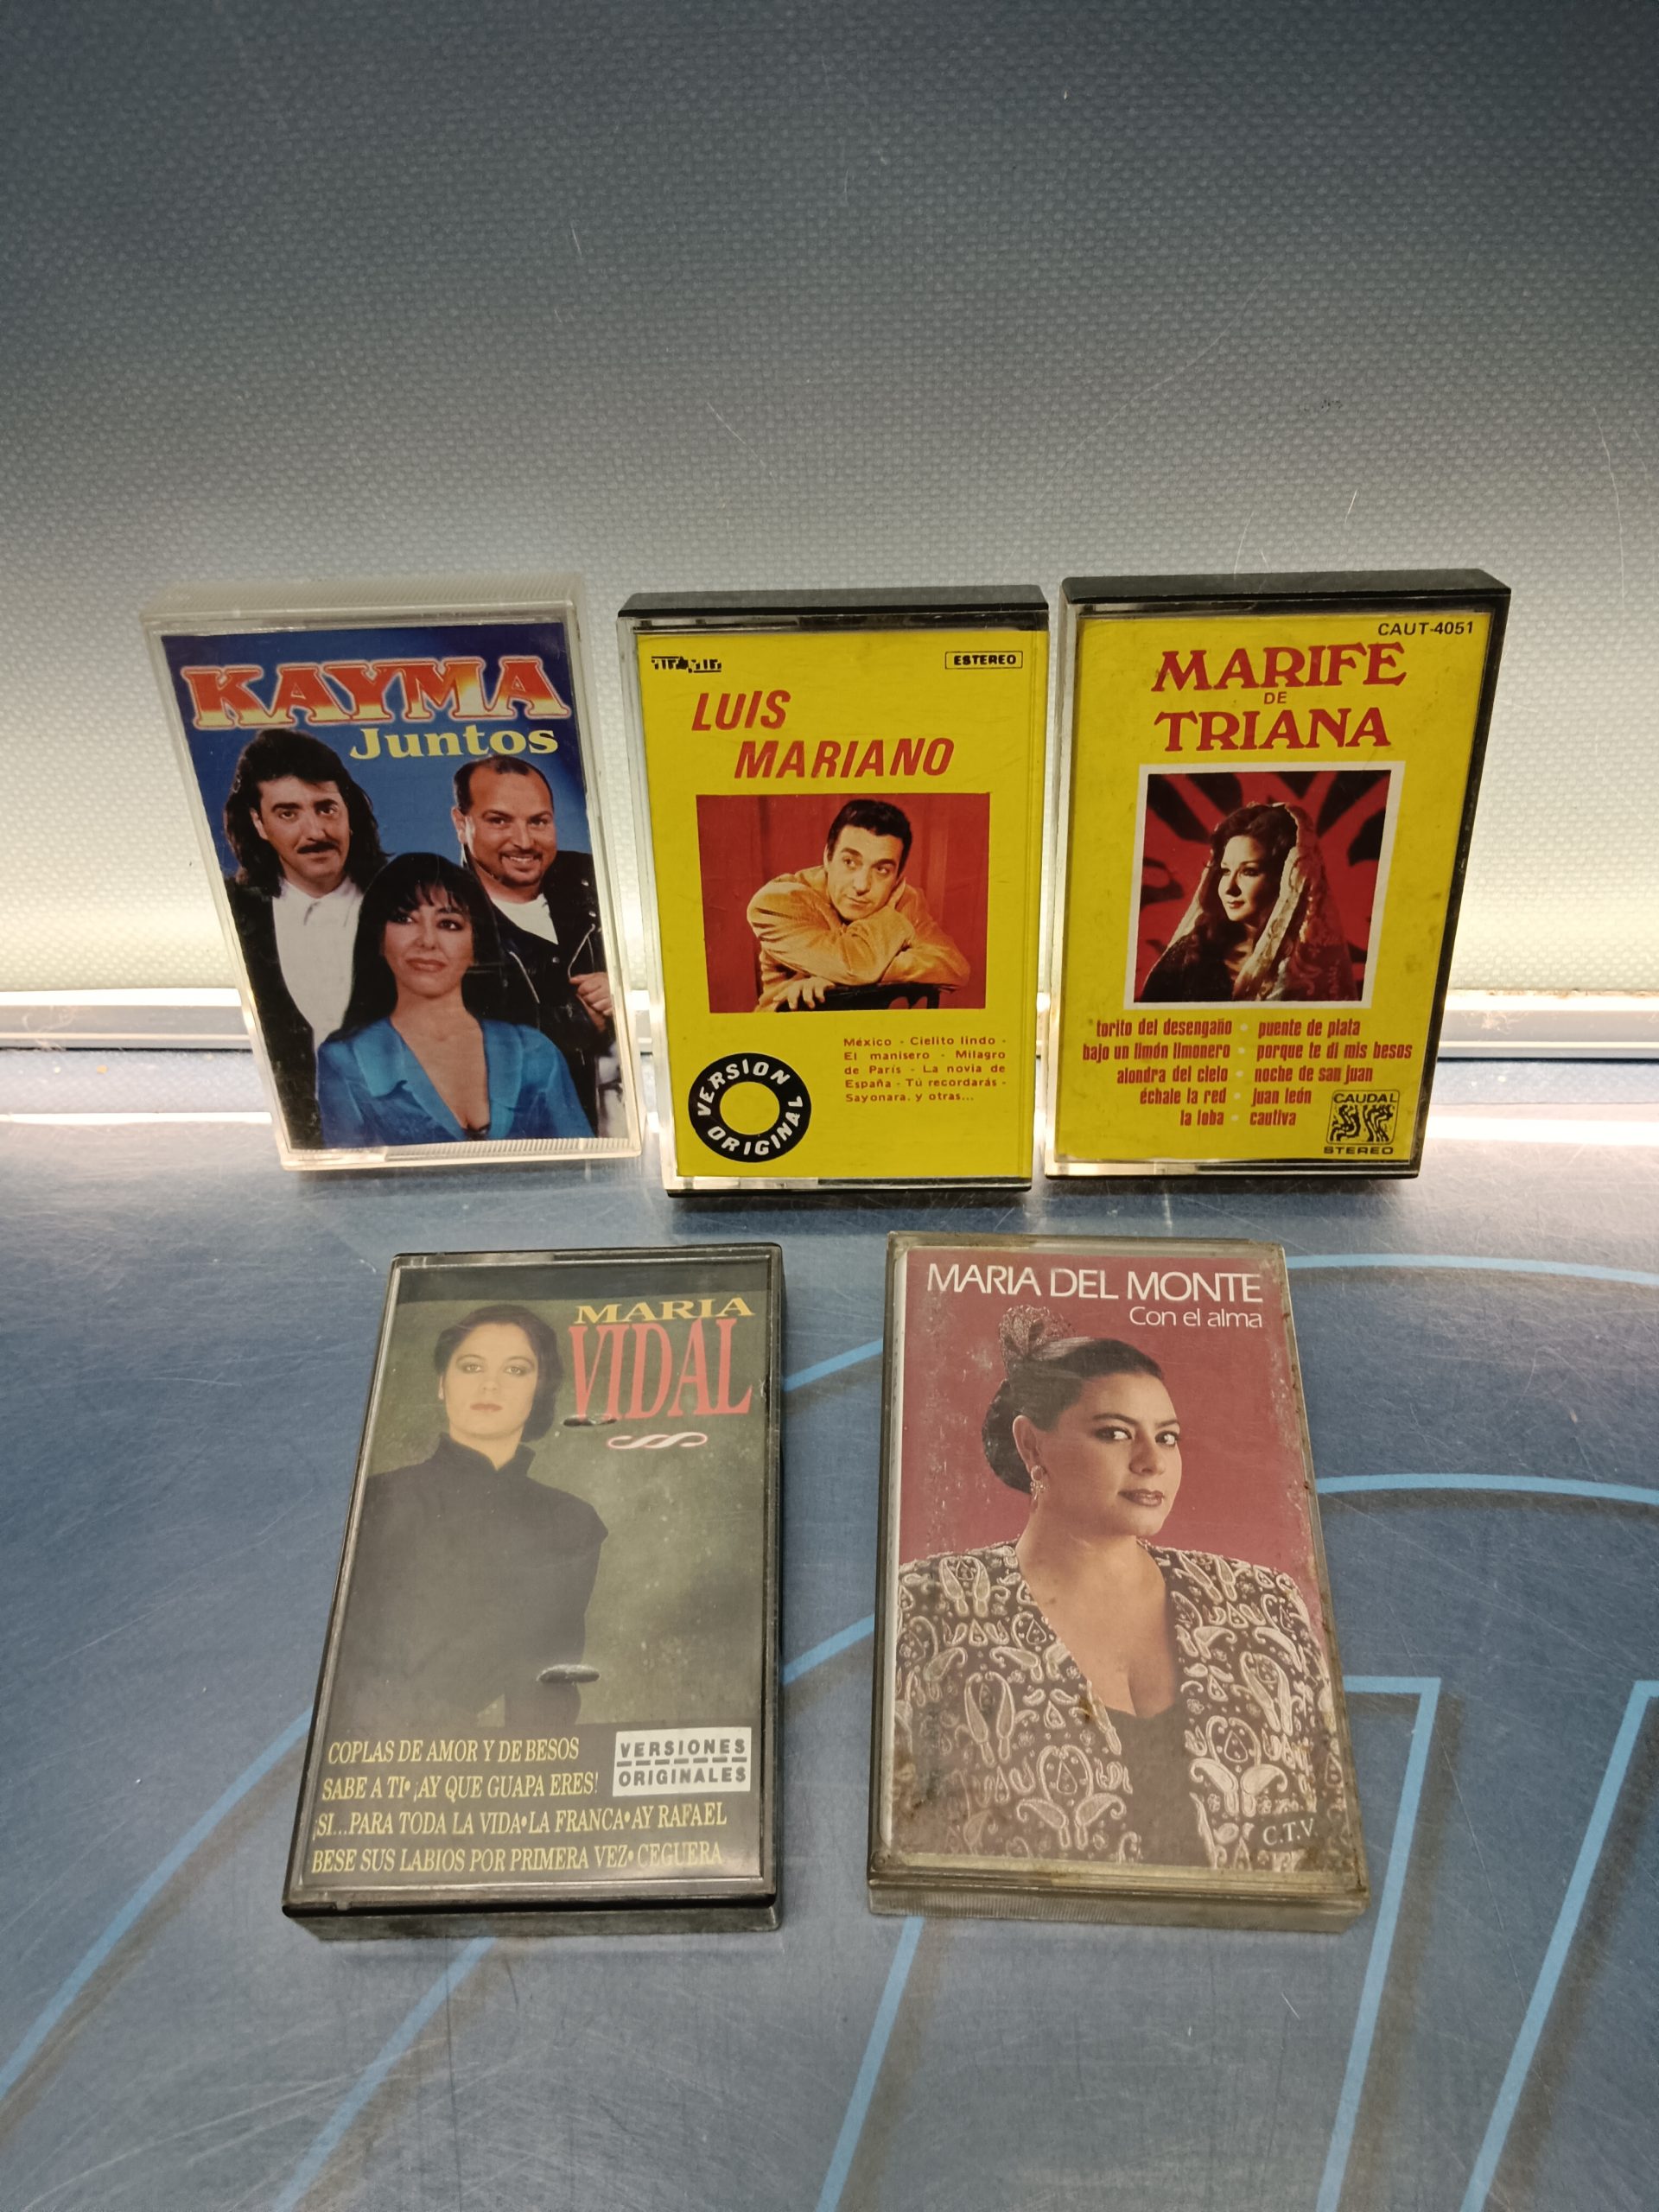 KAYMA
Juntos
ESTEREO
LUIS
MARIANO
México - Cielito lindo -
El manisero - Milagro
de París - La novia de
España - Tú recordarás -
Sayonara. y otras...
VERSION ORIGINAL
CAUT-4051
MARIFE
DE
TRIANA
torito del desengaño • puente de plata
bajo un limón limonero • porque te di mis besos
alondra del cielo • noche de san juan
échale la red • juan león
la loba • cautiva
CAUDAL
STEREO
MARIA
VIDAL
COPLAS DE AMOR Y DE BESOS
SABE A TI• ¡AY QUE GUAPA ERES!
SI...PARA TODA LA VIDA•LA FRANCA•AY RAFAEL
BESE SUS LABIOS POR PRIMERA VEZ•CEGUERA
VERSIONES
ORIGINALES
MARIA DEL MONTE
Con el alma
C.T.V.